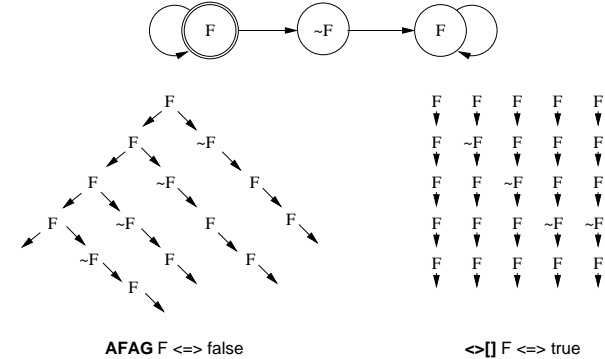 F ~F F
F F F F F F
F ~F F ~F F F F
F ~F F F F ~F F F
F ~F F F F F F ~F ~F
~F F F F F F F F
F
AFAG F <=> false <>[] F <=> true